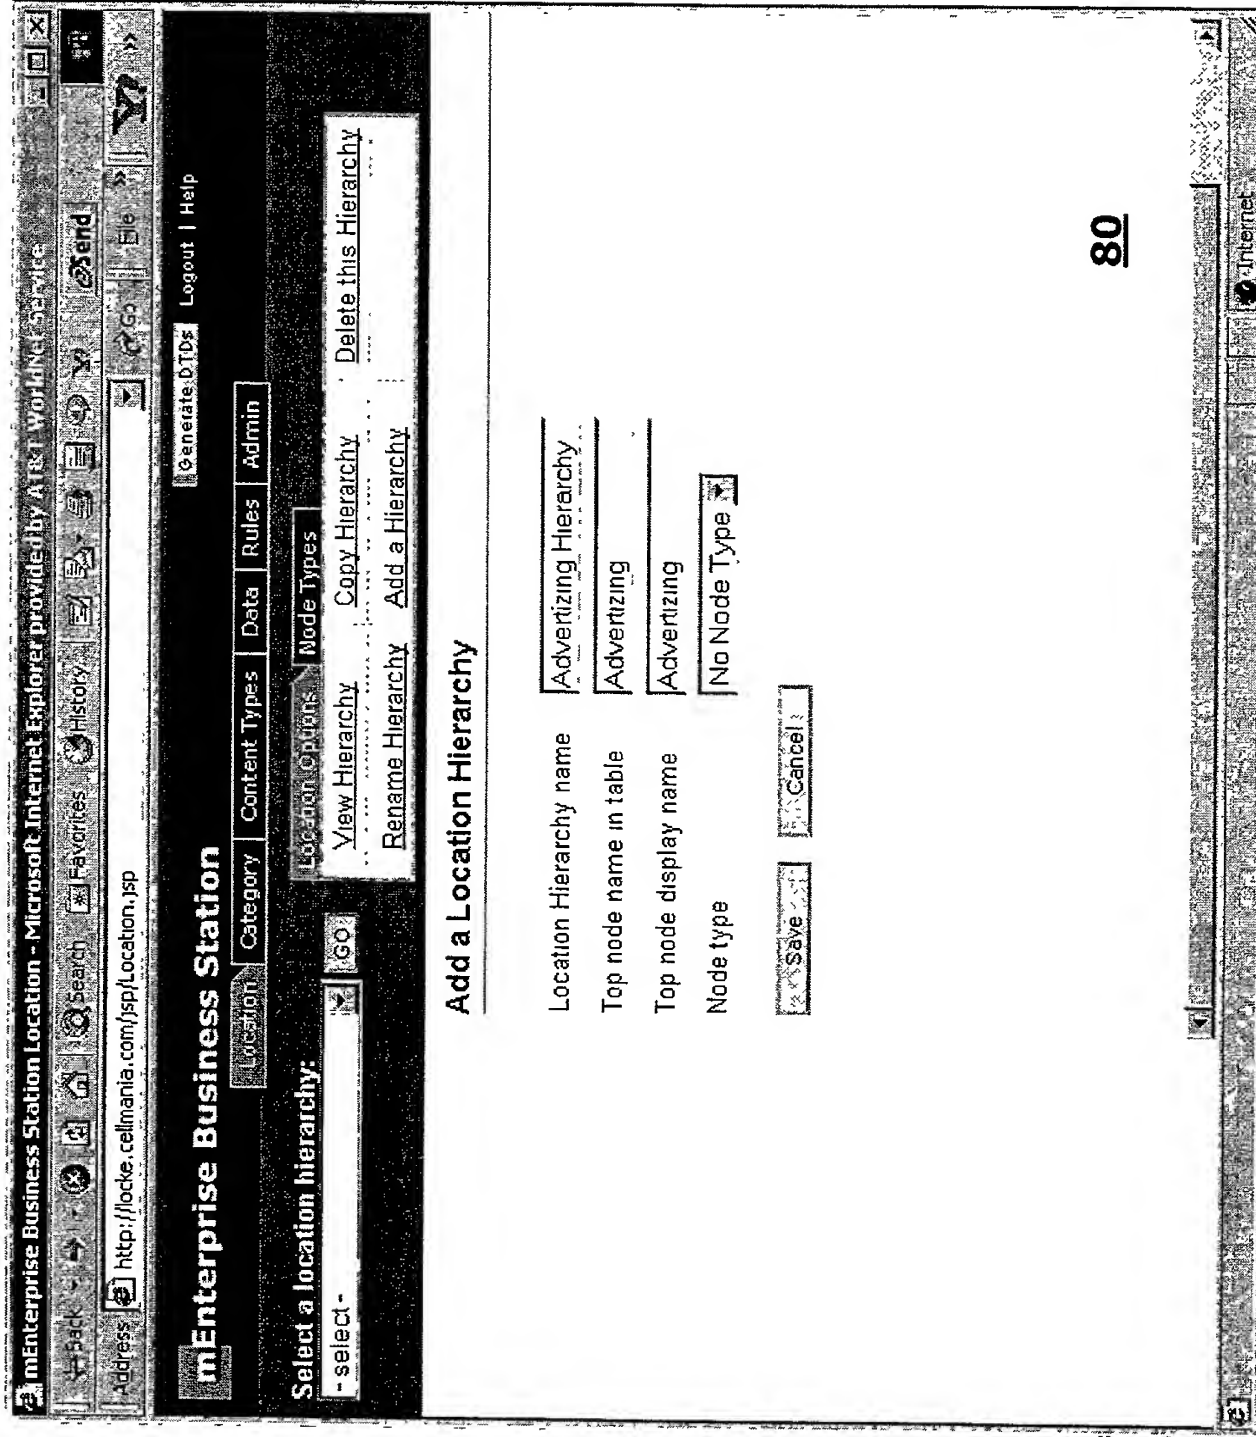 mEnterprise Business Station Location - Microsoft Internet Explorer provided by AT&T WorldNet Service
Back Search Favorites History Send
Address http://locke.cellmania.com/jsp/Location.jsp Go File » Y! »
mEnterprise Business Station
Generate DTDs Logout | Help
Location Category Content Types Data Rules Admin
Select a location hierarchy:
- select - GO
Location Options Node Types
View Hierarchy Copy Hierarchy Delete this Hierarchy
Rename Hierarchy Add a Hierarchy
Add a Location Hierarchy
Location Hierarchy name Advertizing Hierarchy
Top node name in table Advertizing
Top node display name Advertizing
Node type No Node Type
Save Cancel
80
Internet